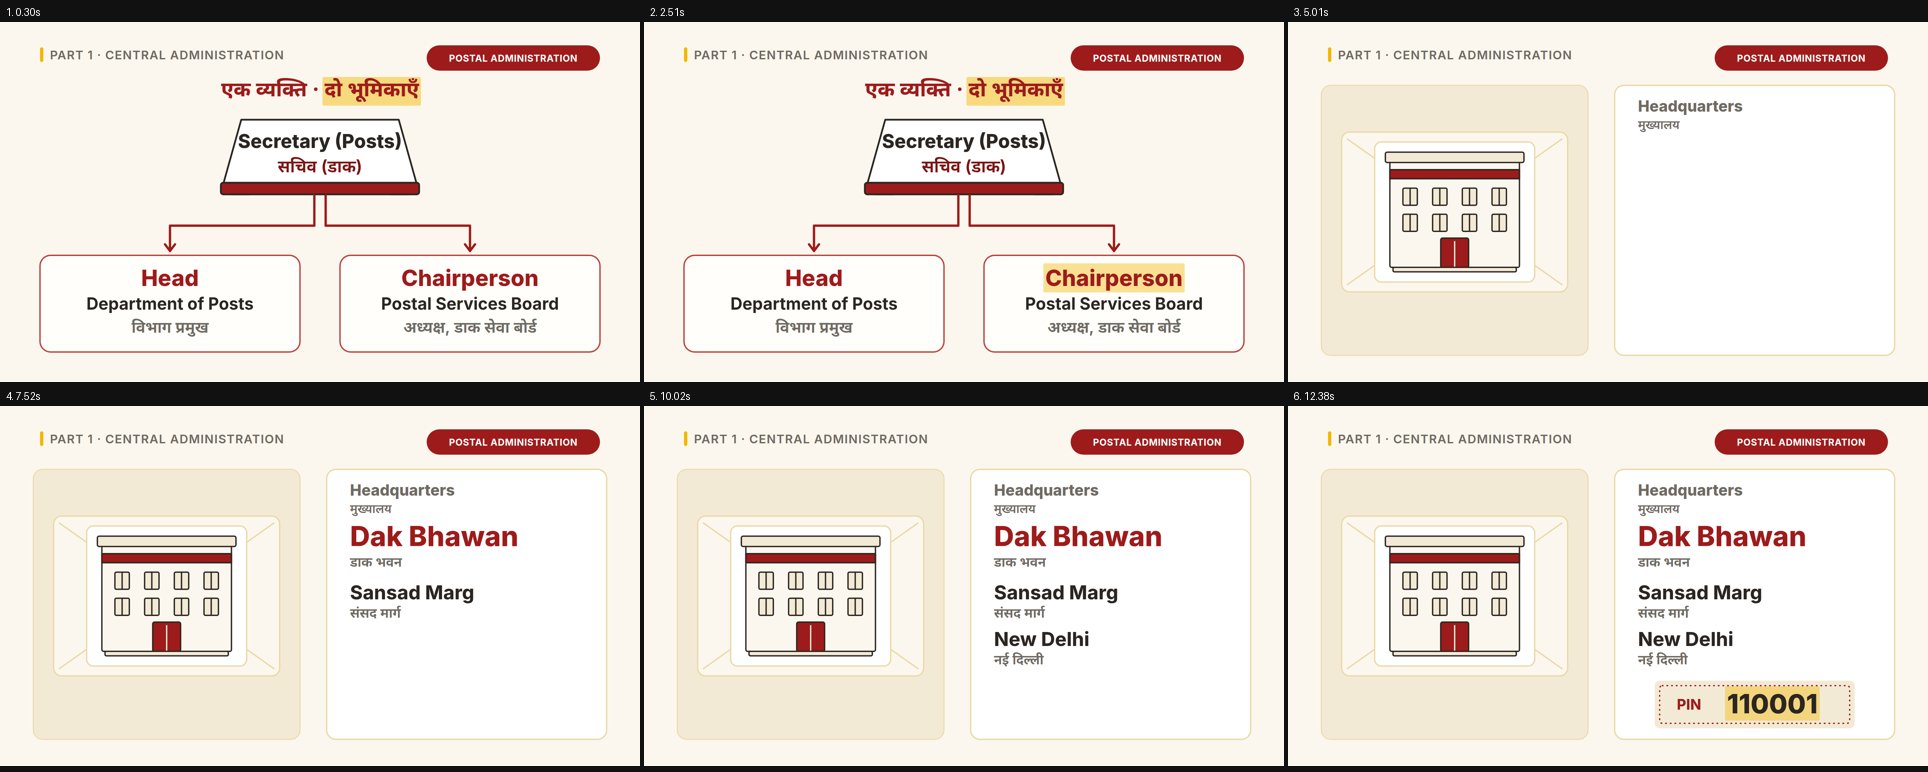 1. 0.30s
PART 1 · CENTRAL ADMINISTRATION
POSTAL ADMINISTRATION
एक व्यक्ति · दो भूमिकाएँ
Secretary (Posts)
सचिव (डाक)
Head
Department of Posts
विभाग प्रमुख
Chairperson
Postal Services Board
अध्यक्ष, डाक सेवा बोर्ड
2. 2.51s
PART 1 · CENTRAL ADMINISTRATION
POSTAL ADMINISTRATION
एक व्यक्ति · दो भूमिकाएँ
Secretary (Posts)
सचिव (डाक)
Head
Department of Posts
विभाग प्रमुख
Chairperson
Postal Services Board
अध्यक्ष, डाक सेवा बोर्ड
3. 5.01s
PART 1 · CENTRAL ADMINISTRATION
POSTAL ADMINISTRATION
Headquarters
मुख्यालय
4. 7.52s
PART 1 · CENTRAL ADMINISTRATION
POSTAL ADMINISTRATION
Headquarters
मुख्यालय
Dak Bhawan
डाक भवन
Sansad Marg
संसद मार्ग
5. 10.02s
PART 1 · CENTRAL ADMINISTRATION
POSTAL ADMINISTRATION
Headquarters
मुख्यालय
Dak Bhawan
डाक भवन
Sansad Marg
संसद मार्ग
New Delhi
नई दिल्ली
6. 12.38s
PART 1 · CENTRAL ADMINISTRATION
POSTAL ADMINISTRATION
Headquarters
मुख्यालय
Dak Bhawan
डाक भवन
Sansad Marg
संसद मार्ग
New Delhi
नई दिल्ली
PIN 110001